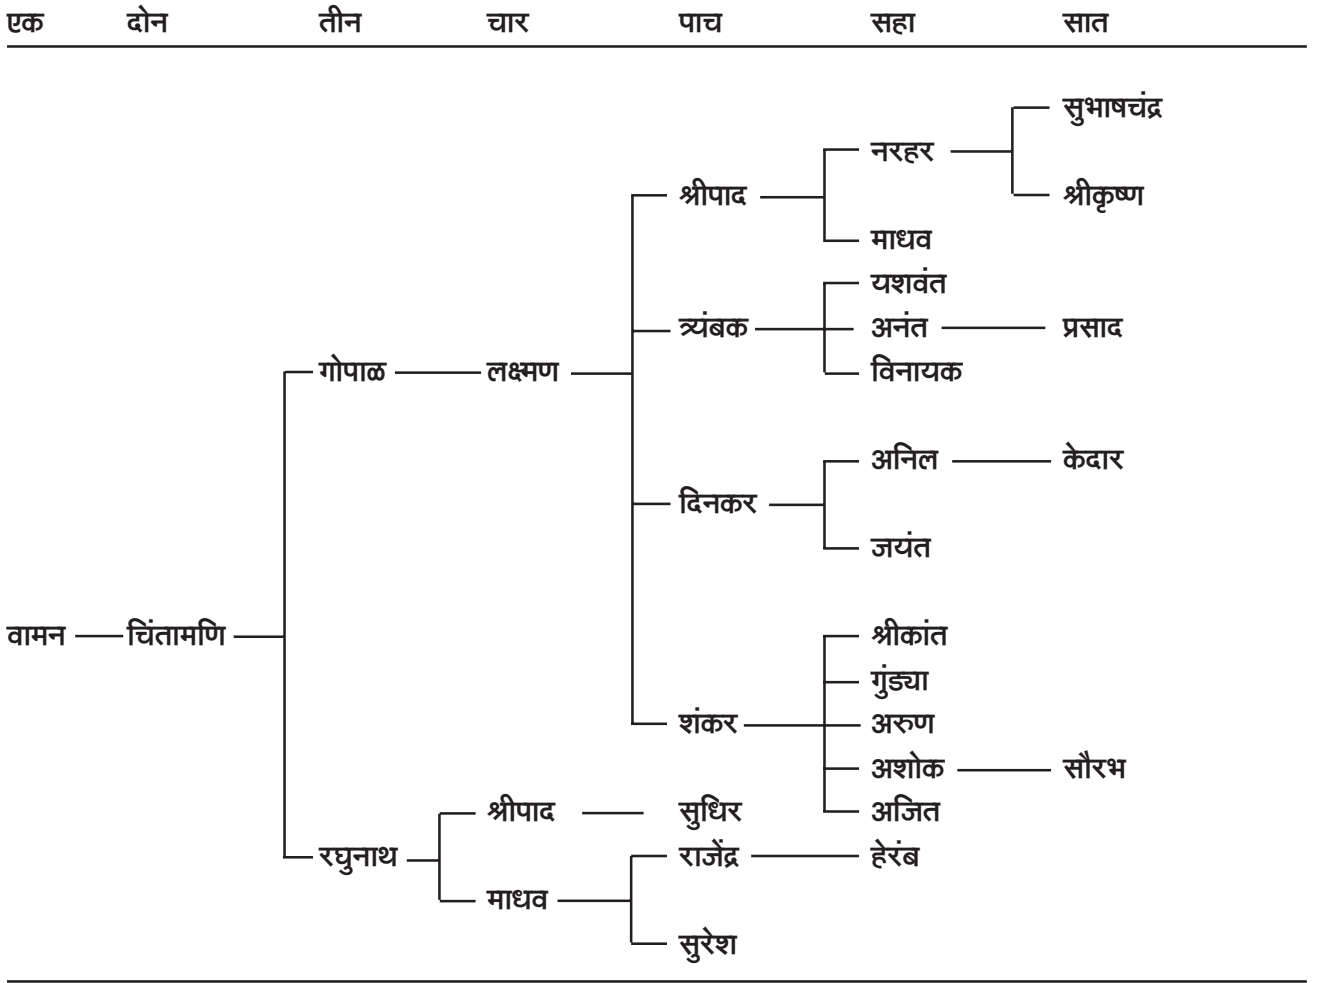 एक दोन तीन चार पाच सहा सात
सुभाषचंद्र
नरहर
श्रीपाद श्रीकृष्ण
माधव
यशवंत
त्र्यंबक अनंत प्रसाद
गोपाळ लक्ष्मण विनायक
अनिल केदार
दिनकर
जयंत
वामन चिंतामणि श्रीकांत
गुंड्या
शंकर अरुण
अशोक सौरभ
श्रीपाद सुधिर अजित
रघुनाथ राजेंद्र हेरंब
माधव
सुरेश